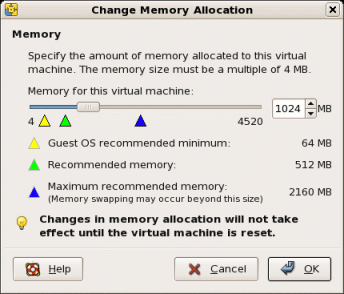 Change Memory Allocation
Memory
Specify the amount of memory allocated to this virtual
machine. The memory size must be a multiple of 4 MB.
Memory for this virtual machine:
1024 MB
4 4520
Guest OS recommended minimum: 64 MB
Recommended memory: 512 MB
Maximum recommended memory: 2160 MB
(Memory swapping may occur beyond this size)
Changes in memory allocation will not take
effect until the virtual machine is reset.
Help Cancel OK